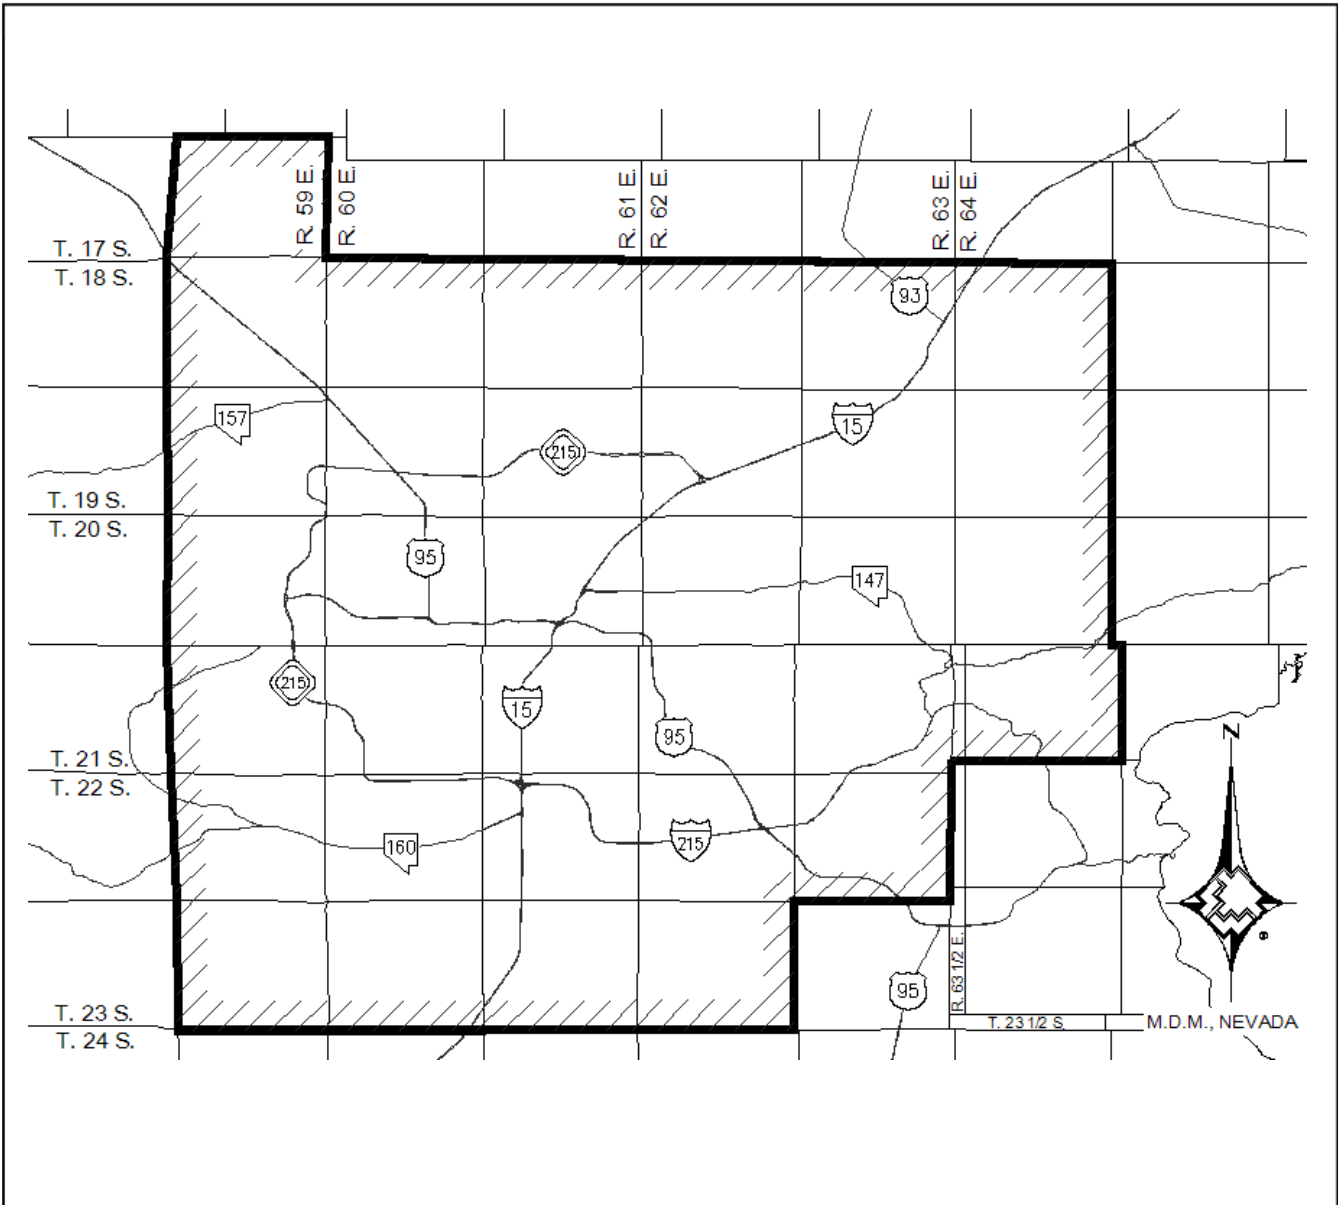 R. 59 E.
R. 60 E.
R. 61 E.
R. 62 E.
R. 63 E.
R. 64 E.
T. 17 S.
T. 18 S.
93
157
15
215
T. 19 S.
T. 20 S.
95
147
215
15
95
N
T. 21 S.
T. 22 S.
215
160
R. 63 1/2 E.
95
T. 23 S.
T. 24 S.
T. 23 1/2 S.
M.D.M., NEVADA